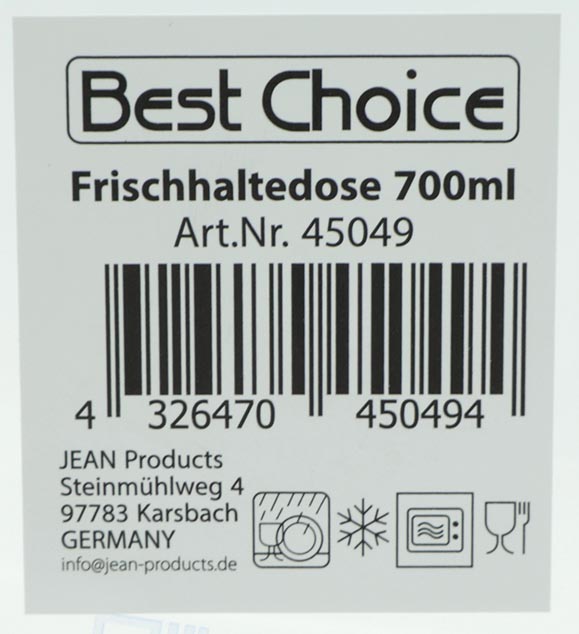 Best Choice
Frischhaltedose 700ml
Art.Nr. 45049
4 326470 450494
JEAN Products
Steinmühlweg 4
97783 Karsbach
GERMANY
info@jean-products.de